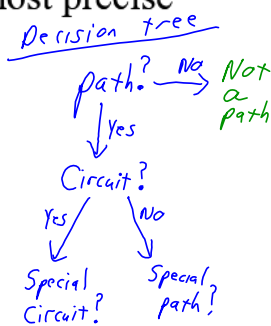 most precise
Decision tree
path? No Not
a
path
Yes
Circuit?
Yes No
Special Special
Circuit? path?